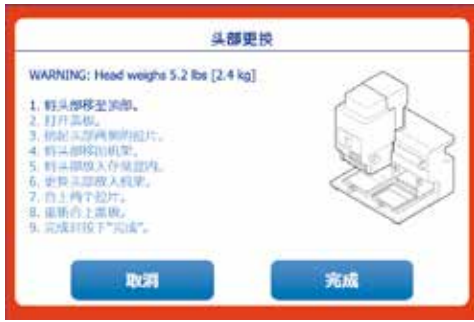 头部更换
WARNING: Head weighs 5.2 lbs [2.4 kg]
1. 将头部移至顶部。
2. 打开盖板。
3. 抬起头部两侧的拉片。
4. 将头部移出机架。
5. 将头部放入存储盒内。
6. 更换头部放入机架。
7. 合上两个拉片。
8. 重新合上盖板。
9. 完成时按下“完成”。
取消
完成